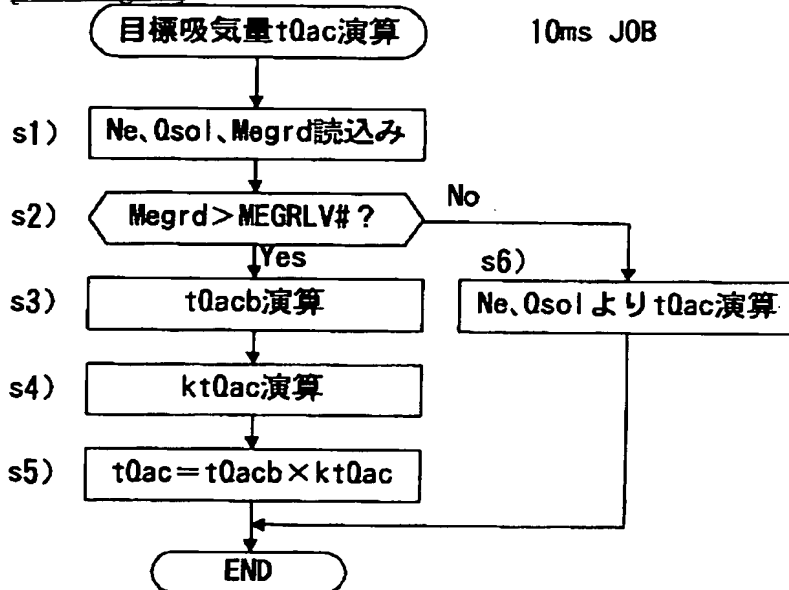 目標吸気量tQac演算
10ms JOB
s1)
Ne、Qsol、Megrd読込み
s2)
Megrd>MEGRLV#?
No
Yes
s6)
s3)
tQacb演算
Ne、QsolよりtQac演算
s4)
ktQac演算
s5)
tQac=tQacb×ktQac
END